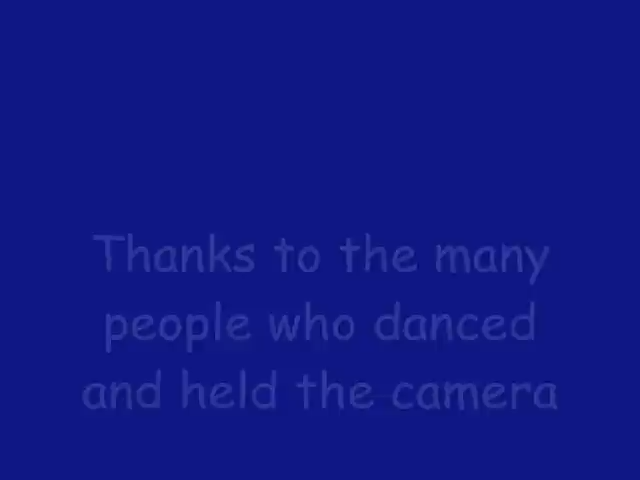 Thanks to the many
people who danced
and held the camera